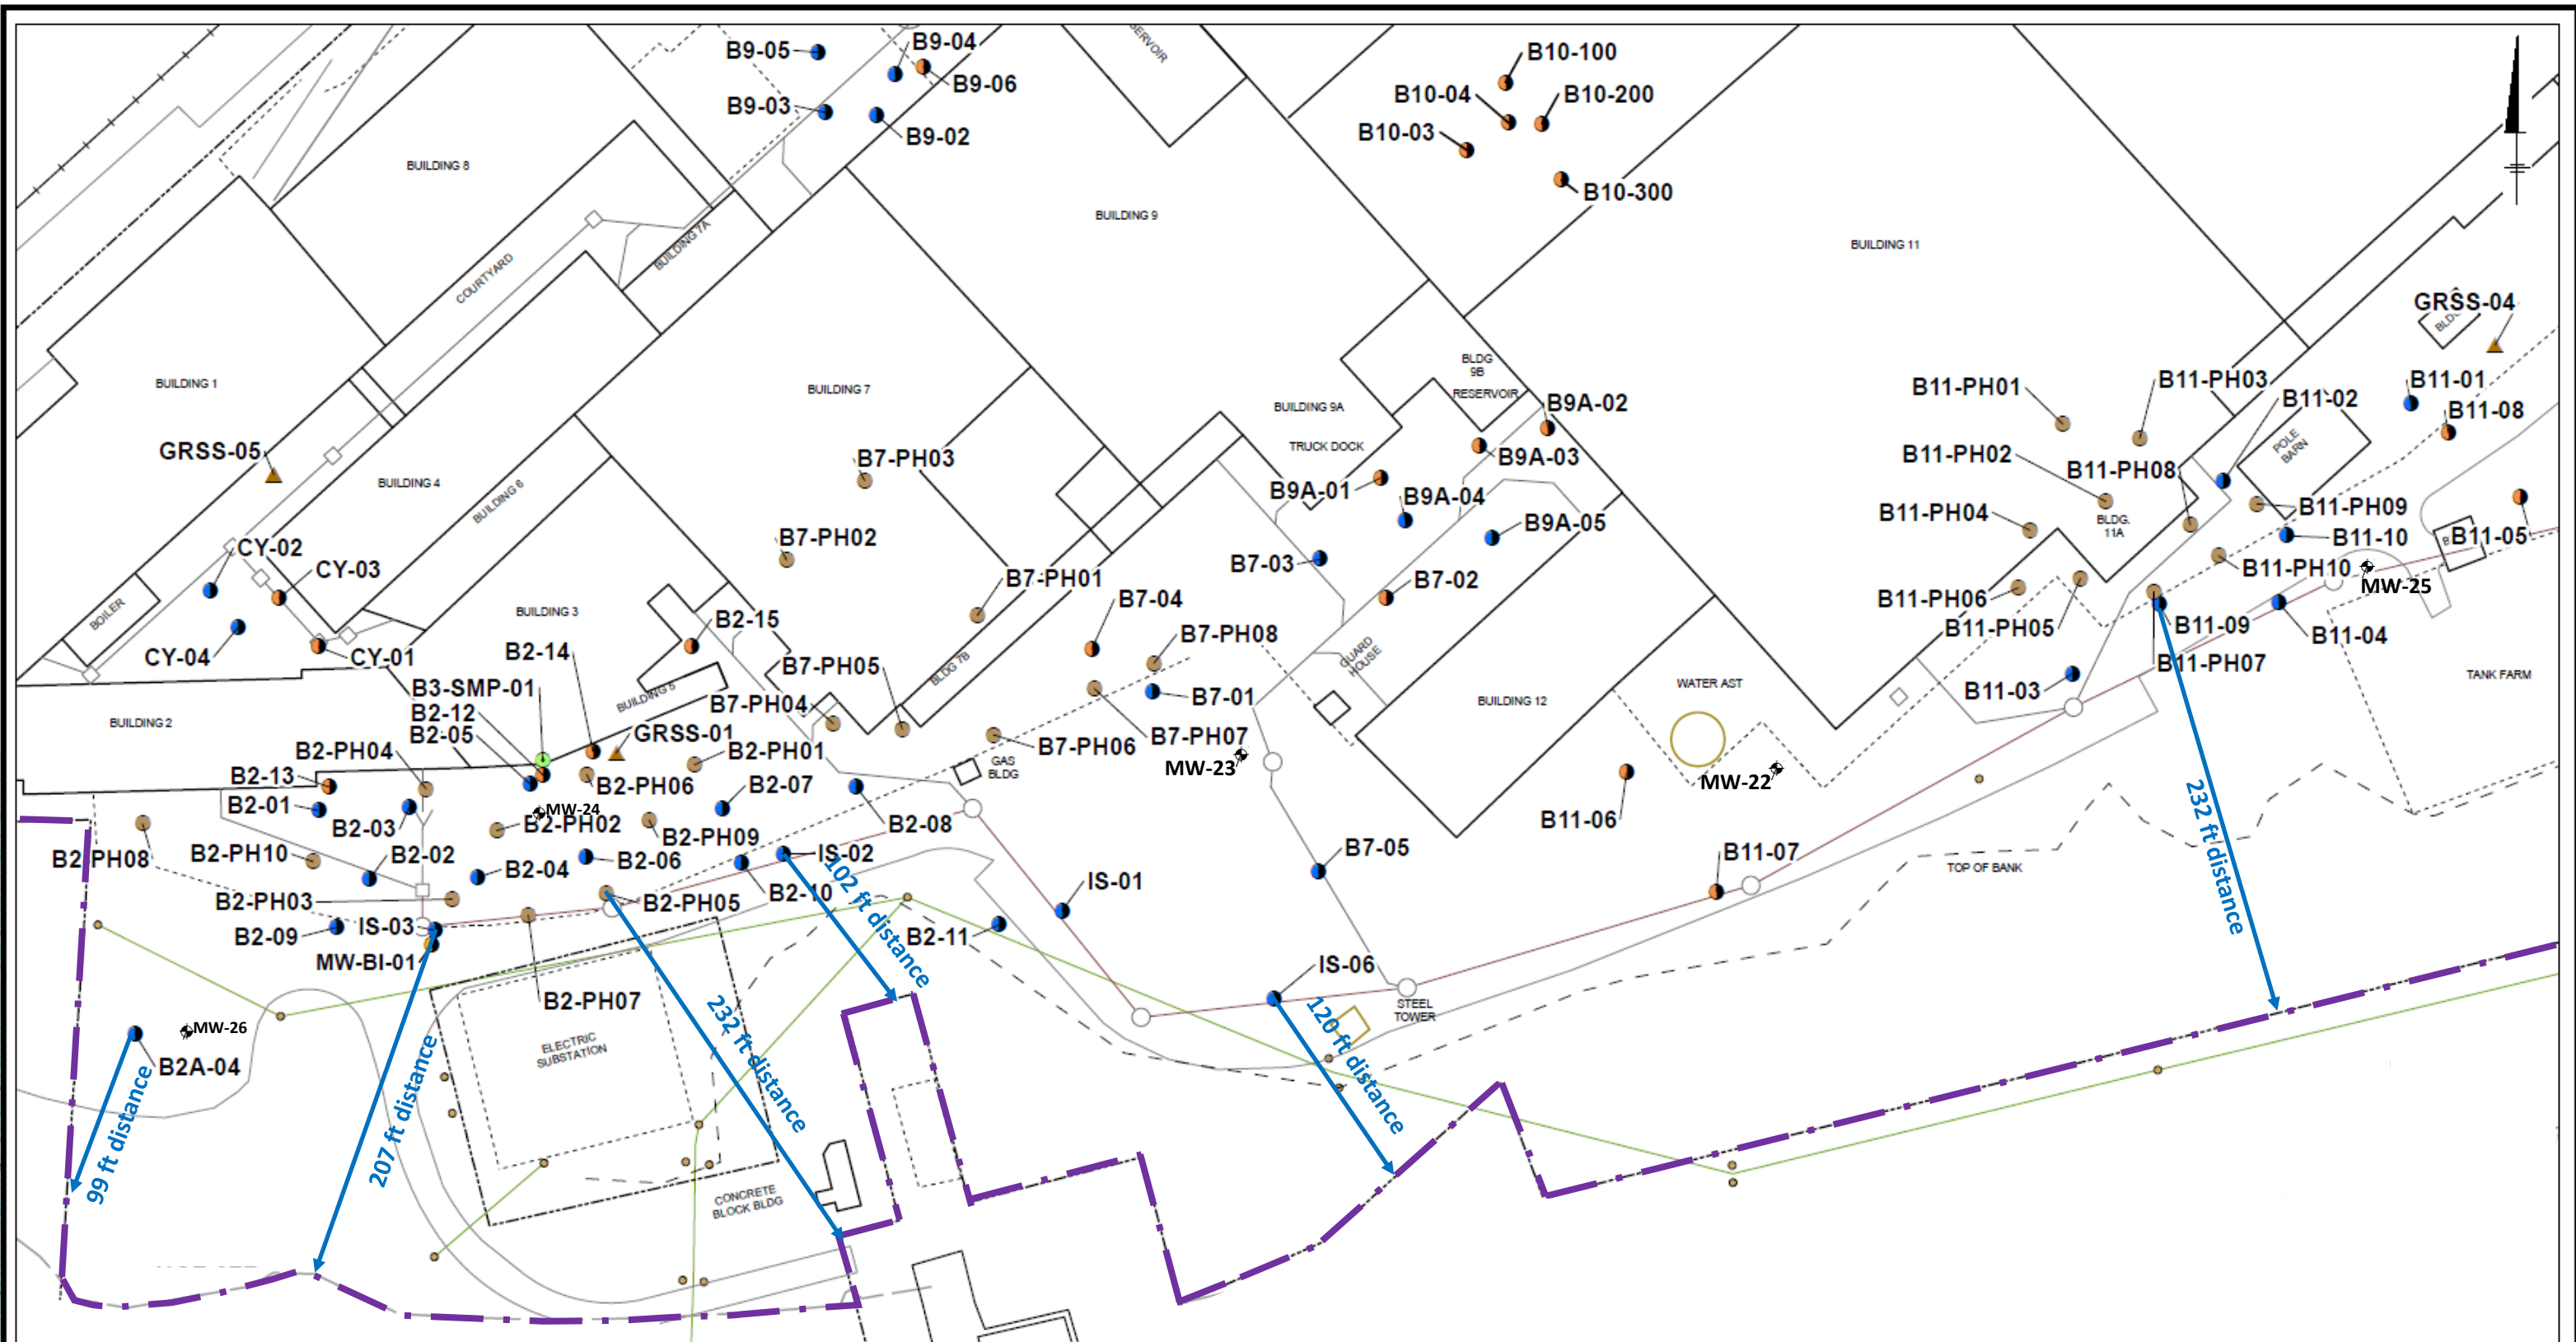 B9-05
B9-04
B9-06
B9-03
B9-02
B10-100
B10-04
B10-200
B10-03
B10-300
BUILDING 8
BUILDING 9
BUILDING 11
BUILDING 7A
COURTYARD
GRSS-04
BUILDING 1
BUILDING 7
BLDG
9B
RESERVOIR
BUILDING 9A
TRUCK DOCK
B9A-02
B9A-03
B9A-01
B9A-04
B9A-05
B11-PH01
B11-PH03
B11-02
B11-01
B11-08
POLE
BARN
B11-PH02
B11-PH08
B11-PH04
BLDG.
11A
B11-PH09
B11-10
B11-05
GRSS-05
BUILDING 4
BUILDING 6
B7-PH03
B7-PH02
B7-PH01
B7-03
B7-02
B7-04
B7-PH08
CY-02
CY-03
BOILER
CY-04
CY-01
BUILDING 3
B2-15
B2-14
B7-PH05
BLDG 7B
GUARD
HOUSE
B11-PH10
MW-25
B11-PH06
B11-PH05
B11-09
B11-04
B11-PH07
B11-03
TANK FARM
B3-SMP-01
B2-12
B2-05
BUILDING 5
B7-PH04
B7-01
BUILDING 12
WATER AST
BUILDING 2
GRSS-01
B2-PH04
B2-PH01
B7-PH06
B7-PH07
MW-23
MW-22
B2-13
B2-PH06
B2-07
GAS
BLDG
B2-01
MW-24
B2-03
B2-PH02
B2-PH09
B2-08
B11-06
B2-PH08
B2-PH10
B2-02
B2-04
B2-06
IS-02
B7-05
B11-07
TOP OF BANK
B2-PH03
B2-PH05
B2-10
IS-01
B2-09
IS-03
B2-11
MW-BI-01
IS-06
B2-PH07
STEEL
TOWER
MW-26
B2A-04
ELECTRIC
SUBSTATION
CONCRETE
BLOCK BLDG
99 ft distance
207 ft distance
232 ft distance
102 ft distance
120 ft distance
232 ft distance